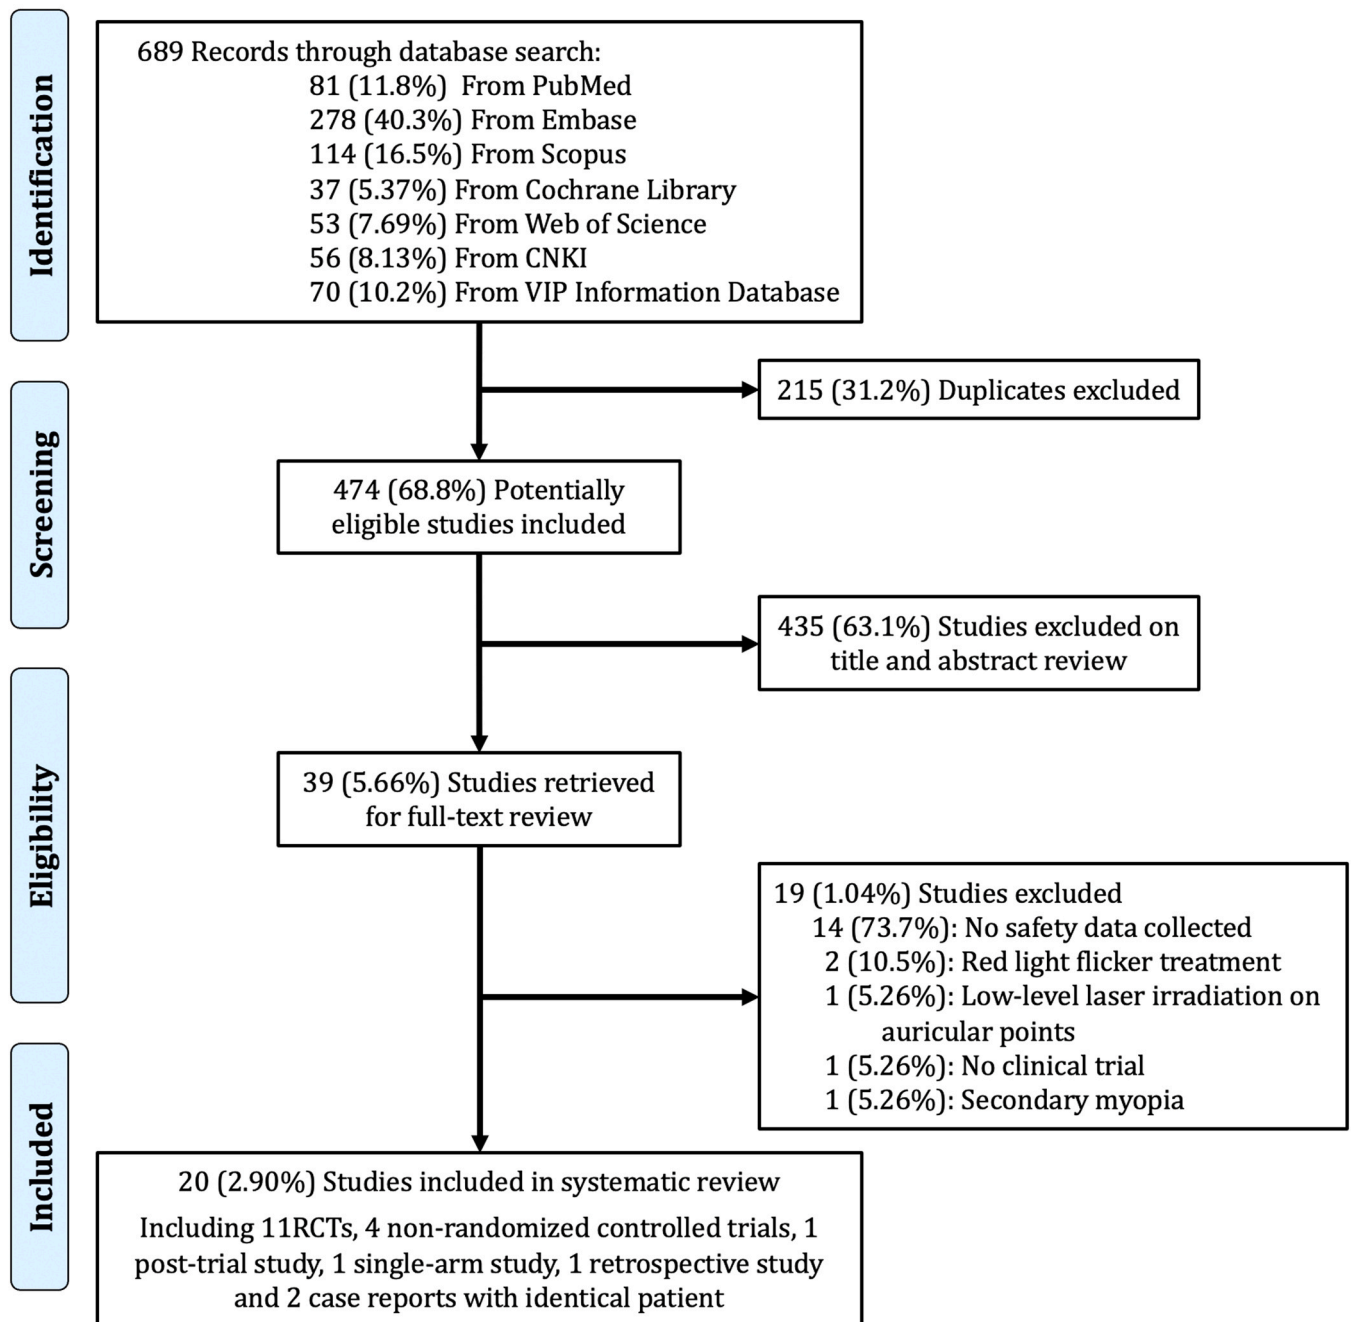 Identification
689 Records through database search:
81 (11.8%) From PubMed
278 (40.3%) From Embase
114 (16.5%) From Scopus
37 (5.37%) From Cochrane Library
53 (7.69%) From Web of Science
56 (8.13%) From CNKI
70 (10.2%) From VIP Information Database
215 (31.2%) Duplicates excluded
Screening
474 (68.8%) Potentially
eligible studies included
435 (63.1%) Studies excluded on
title and abstract review
Eligibility
39 (5.66%) Studies retrieved
for full-text review
19 (1.04%) Studies excluded
14 (73.7%): No safety data collected
2 (10.5%): Red light flicker treatment
1 (5.26%): Low-level laser irradiation on
auricular points
1 (5.26%): No clinical trial
1 (5.26%): Secondary myopia
Included
20 (2.90%) Studies included in systematic review
Including 11RCTs, 4 non-randomized controlled trials, 1
post-trial study, 1 single-arm study, 1 retrospective study
and 2 case reports with identical patient